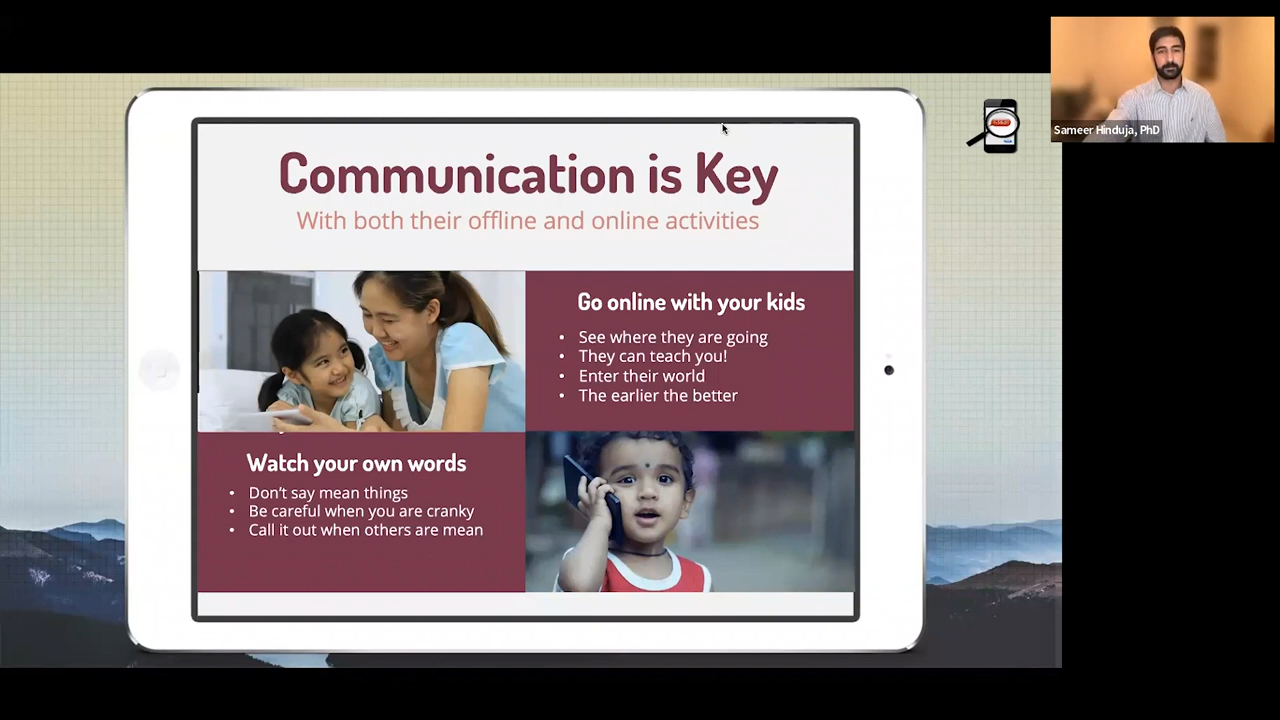 Communication is Key
With both their offline and online activities
Go online with your kids
• See where they are going
• They can teach you!
• Enter their world
• The earlier the better
Watch your own words
• Don't say mean things
• Be careful when you are cranky
• Call it out when others are mean
Sameer Hinduja, PhD